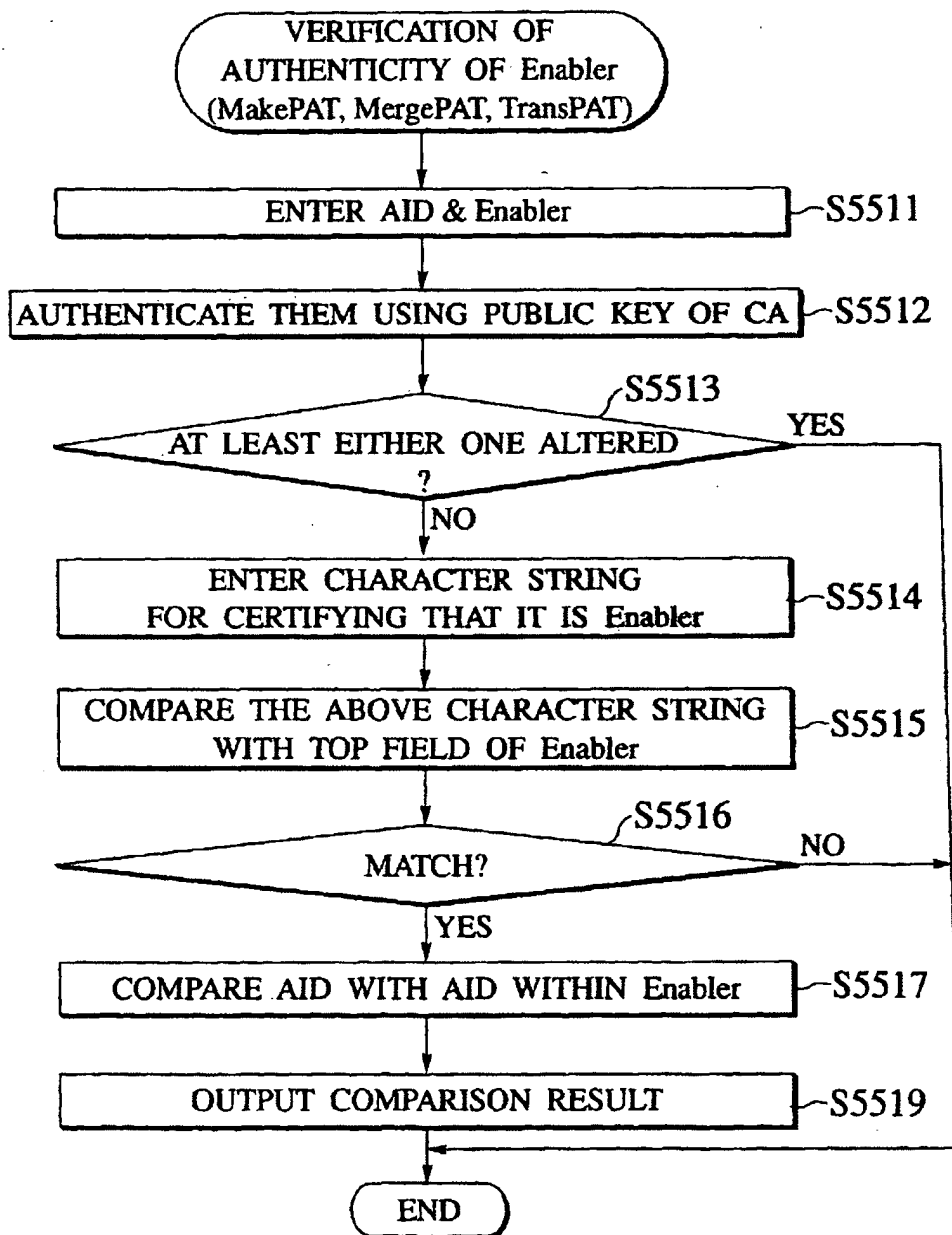 VERIFICATION OF
AUTHENTICITY OF Enabler
(MakePAT, MergePAT, TransPAT)
ENTER AID & Enabler
S5511
AUTHENTICATE THEM USING PUBLIC KEY OF CA
S5512
S5513
AT LEAST EITHER ONE ALTERED
?
YES
NO
ENTER CHARACTER STRING
FOR CERTIFYING THAT IT IS Enabler
S5514
COMPARE THE ABOVE CHARACTER STRING
WITH TOP FIELD OF Enabler
S5515
S5516
MATCH?
NO
YES
COMPARE AID WITH AID WITHIN Enabler
S5517
OUTPUT COMPARISON RESULT
S5519
END